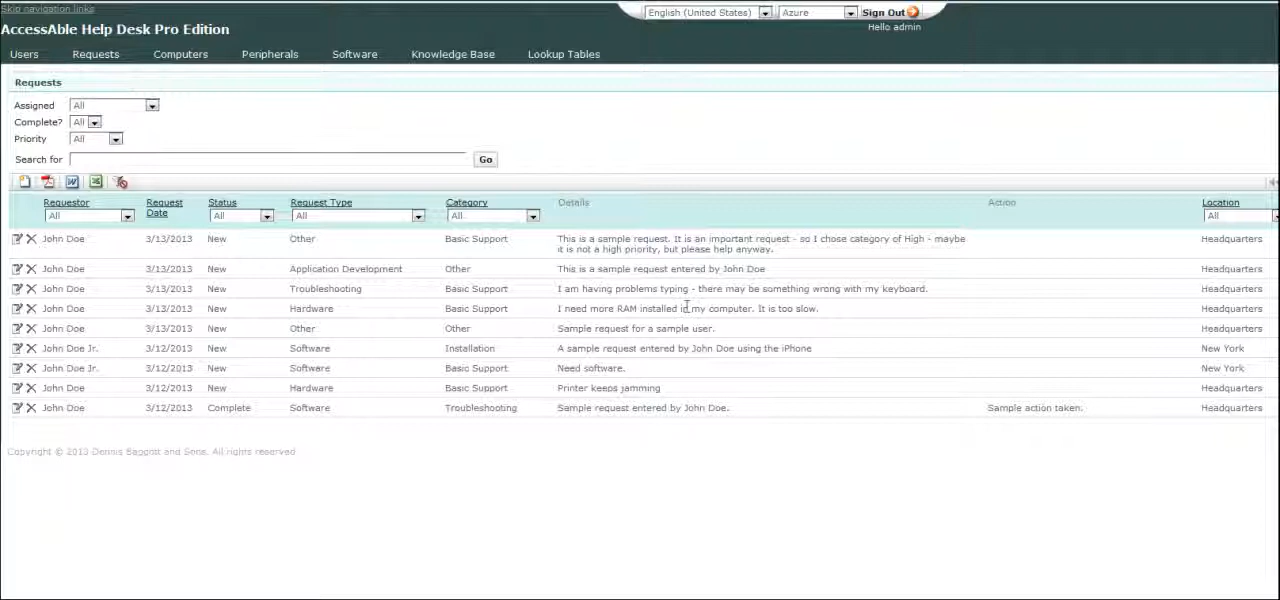 Skip navigation links
English (United States) Azure Sign Out
AccessAble Help Desk Pro Edition
Hello admin
Users Requests Computers Peripherals Software Knowledge Base Lookup Tables
Requests
Assigned All
Complete? All
Priority All
Search for Go
Requestor Request Date Status Request Type Category Details Action Location
All All All All All
John Doe 3/13/2013 New Other Basic Support This is a sample request. It is an important request - so I chose category of High - maybe Headquarters
it is not a high priority, but please help anyway.
John Doe 3/13/2013 New Application Development Other This is a sample request entered by John Doe Headquarters
John Doe 3/13/2013 New Troubleshooting Basic Support I am having problems typing - there may be something wrong with my keyboard. Headquarters
John Doe 3/13/2013 New Hardware Basic Support I need more RAM installed in my computer. It is too slow. Headquarters
John Doe 3/13/2013 New Other Other Sample request for a sample user. Headquarters
John Doe Jr. 3/12/2013 New Software Installation A sample request entered by John Doe using the iPhone New York
John Doe Jr. 3/12/2013 New Software Basic Support Need software. New York
John Doe 3/12/2013 New Hardware Basic Support Printer keeps jamming Headquarters
John Doe 3/12/2013 Complete Software Troubleshooting Sample request entered by John Doe. Sample action taken. Headquarters
Copyright © 2013 Dennis Baggott and Sons. All rights reserved